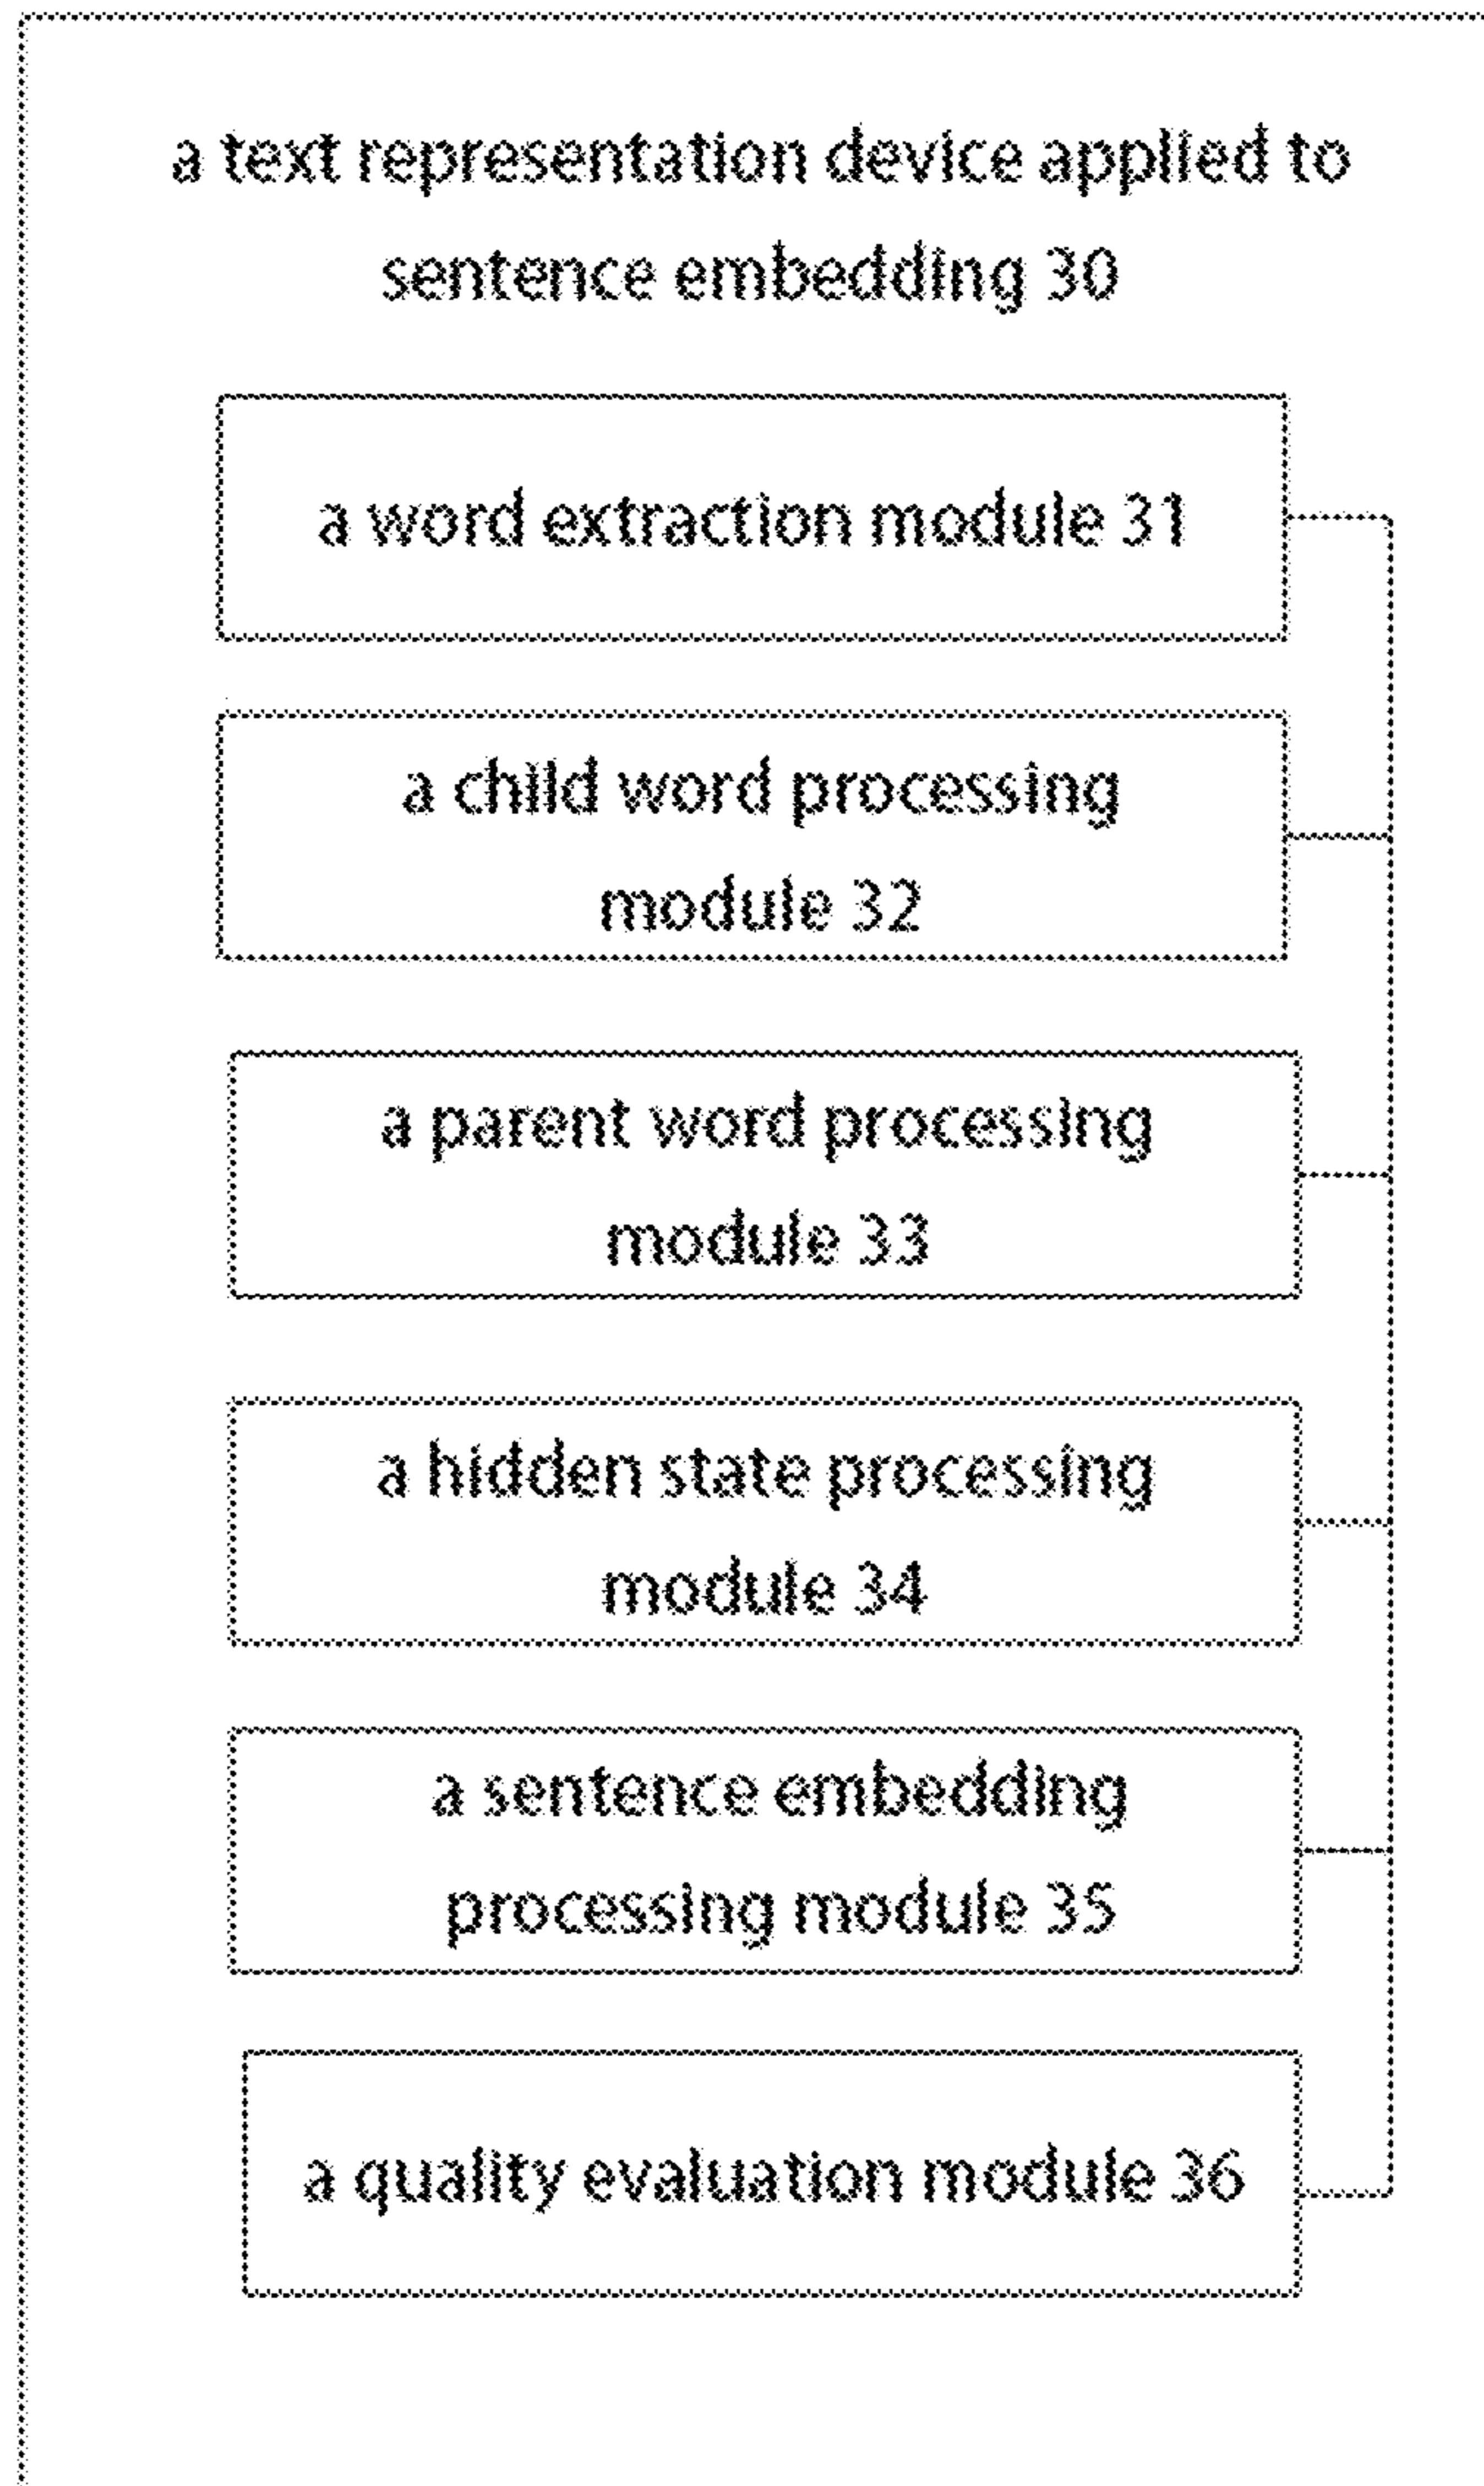 a text representation device applied to
sentence embedding 30
a word extraction module 31
a child word processing
module 32
a parent word processing
module 33
a hidden state processing
module 34
a sentence embedding
processing module 35
a quality evaluation module 36